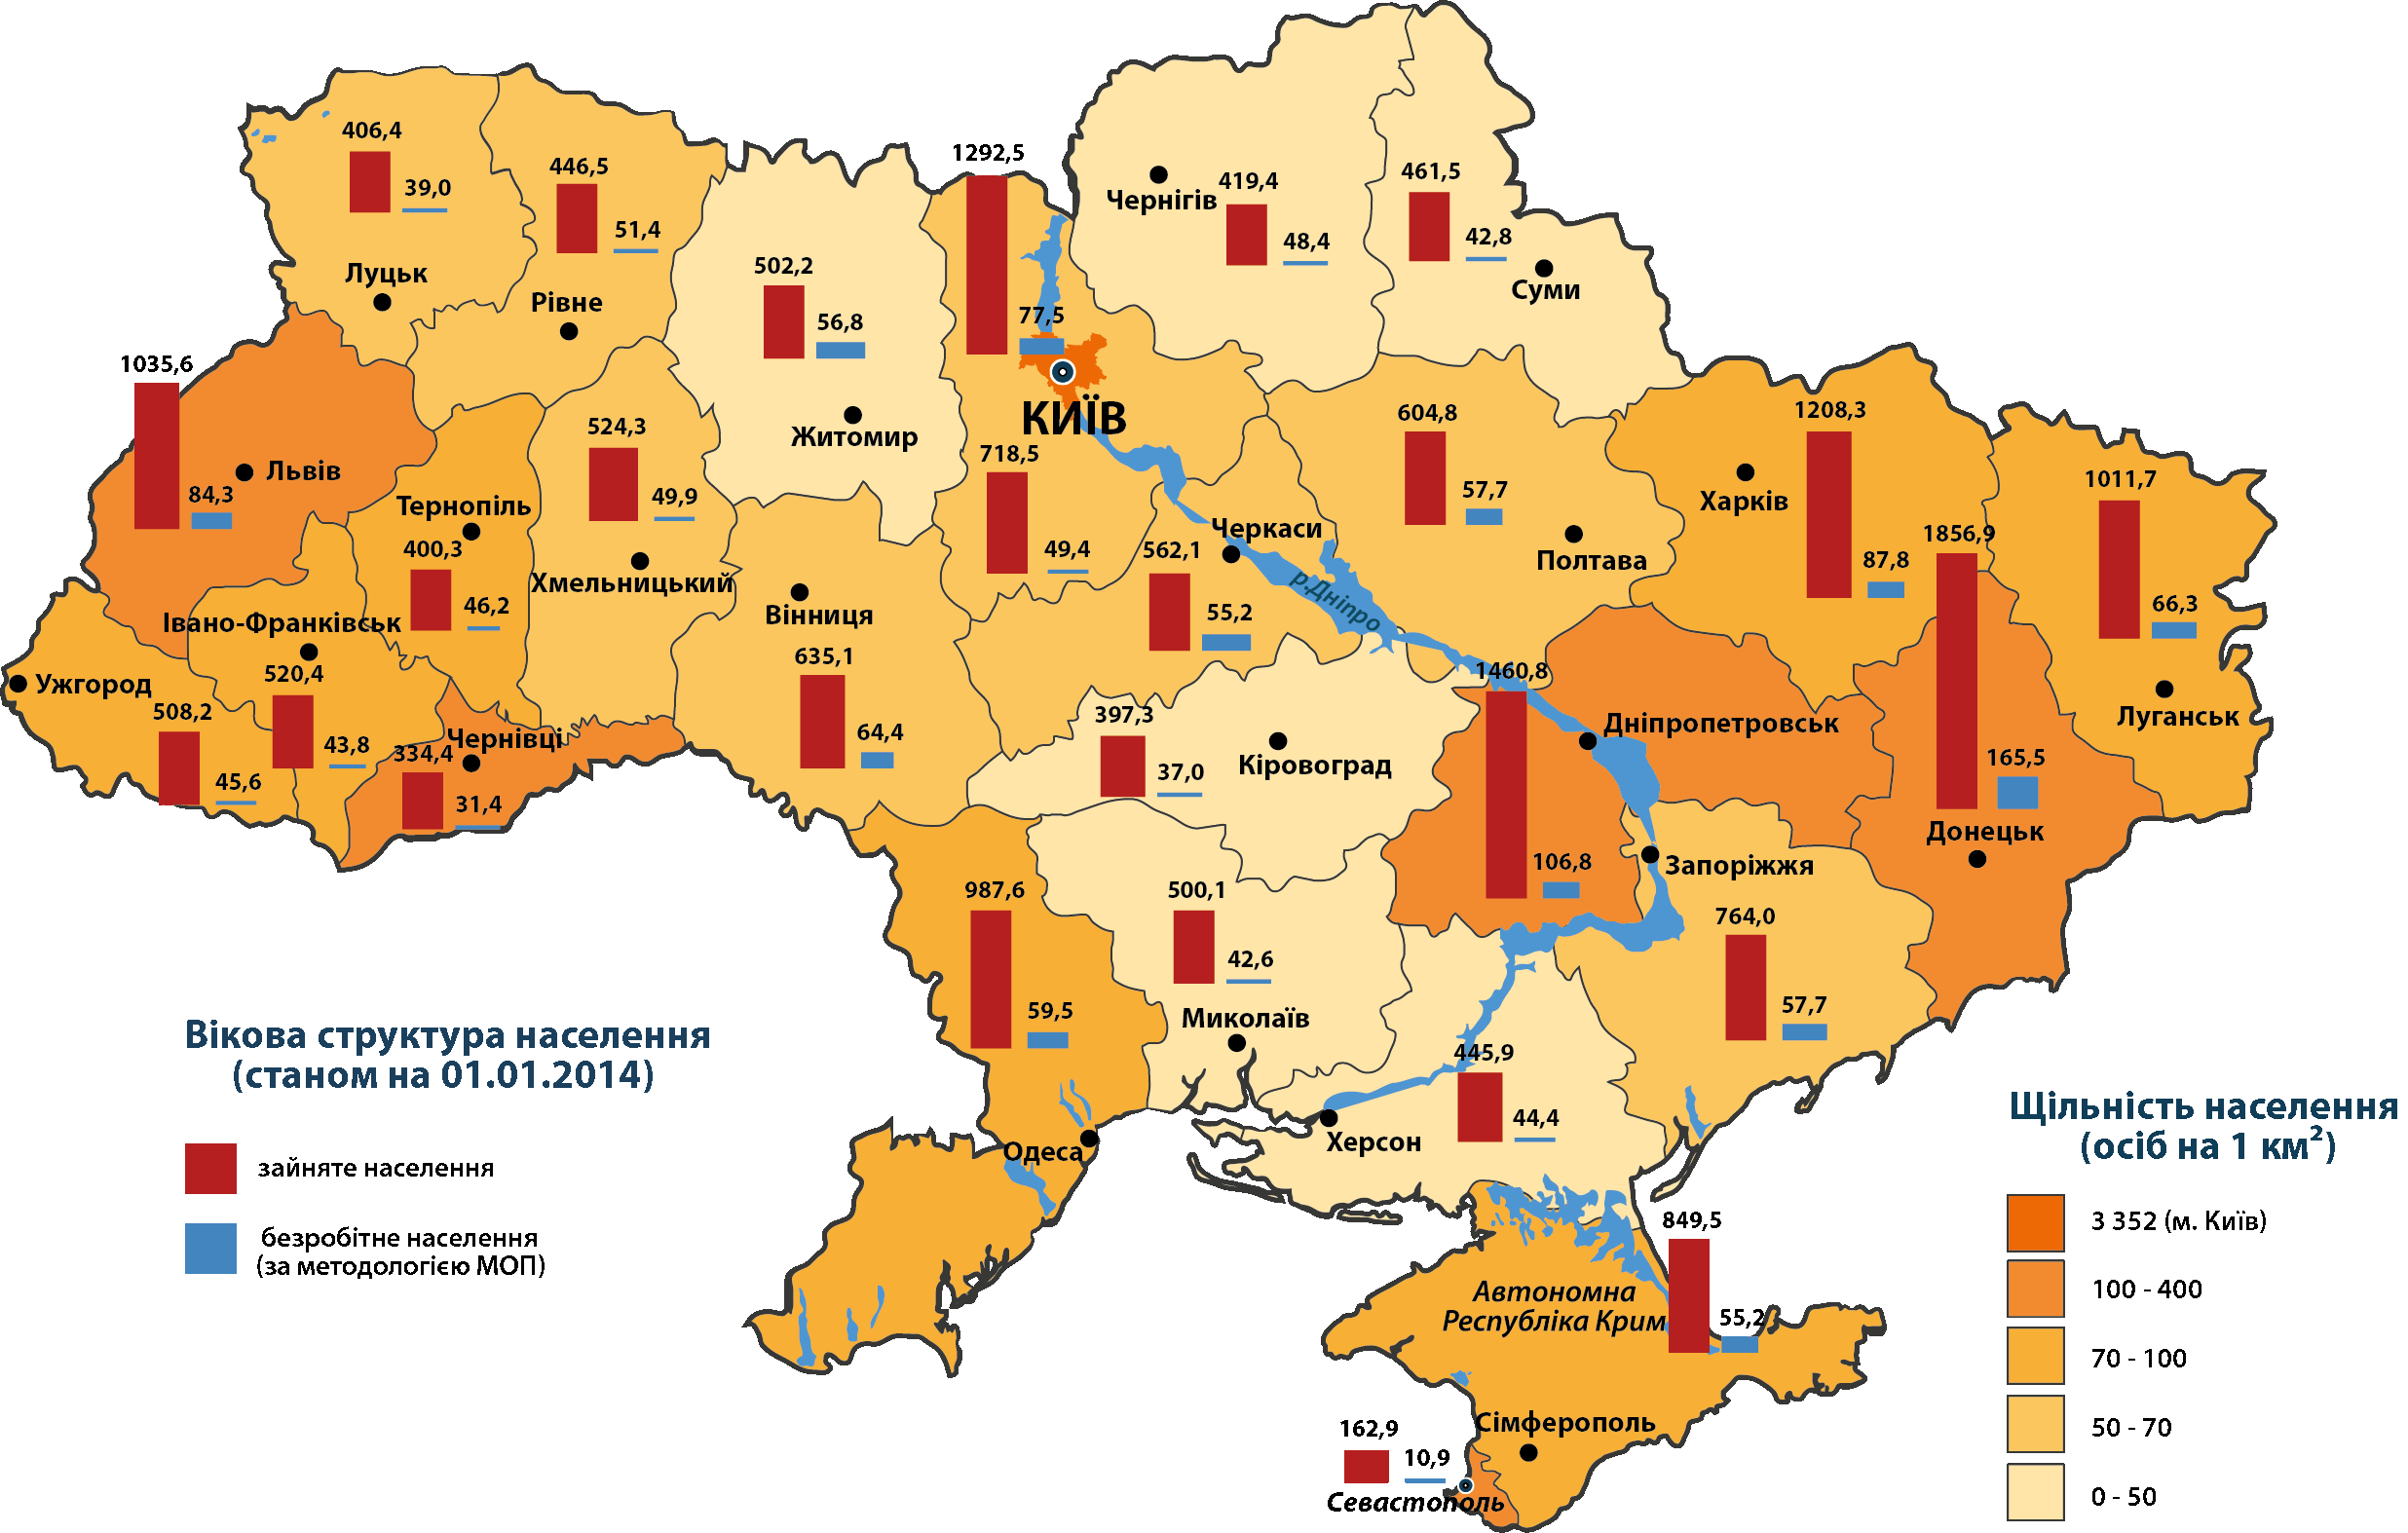 406,4
39,0
Луцьк
446,5
51,4
Рівне
502,2
56,8
Житомир
1292,5
77,5
КИЇВ
718,5
49,4
Чернігів
419,4
48,4
461,5
42,8
Суми
1035,6
84,3
Львів
Тернопіль
400,3
46,2
524,3
49,9
Хмельницький
Вінниця
635,1
64,4
Черкаси
562,1
55,2
р.Дніпро
604,8
57,7
Полтава
1208,3
Харків
87,8
1011,7
66,3
Луганськ
1856,9
165,5
Донецьк
Івано-Франківськ
520,4
43,8
Ужгород
508,2
45,6
Чернівці
334,4
31,4
397,3
37,0
Кіровоград
1460,8
Дніпропетровськ
106,8
Запоріжжя
764,0
57,7
987,6
59,5
Одеса
500,1
42,6
Миколаїв
445,9
44,4
Херсон
849,5
55,2
Автономна
Республіка Крим
Сімферополь
162,9
10,9
Севастополь
Вікова структура населення
(станом на 01.01.2014)
зайняте населення
безробітне населення
(за методологією МОП)
Щільність населення
(осіб на 1 км²)
3 352 (м. Київ)
100 - 400
70 - 100
50 - 70
0 - 50